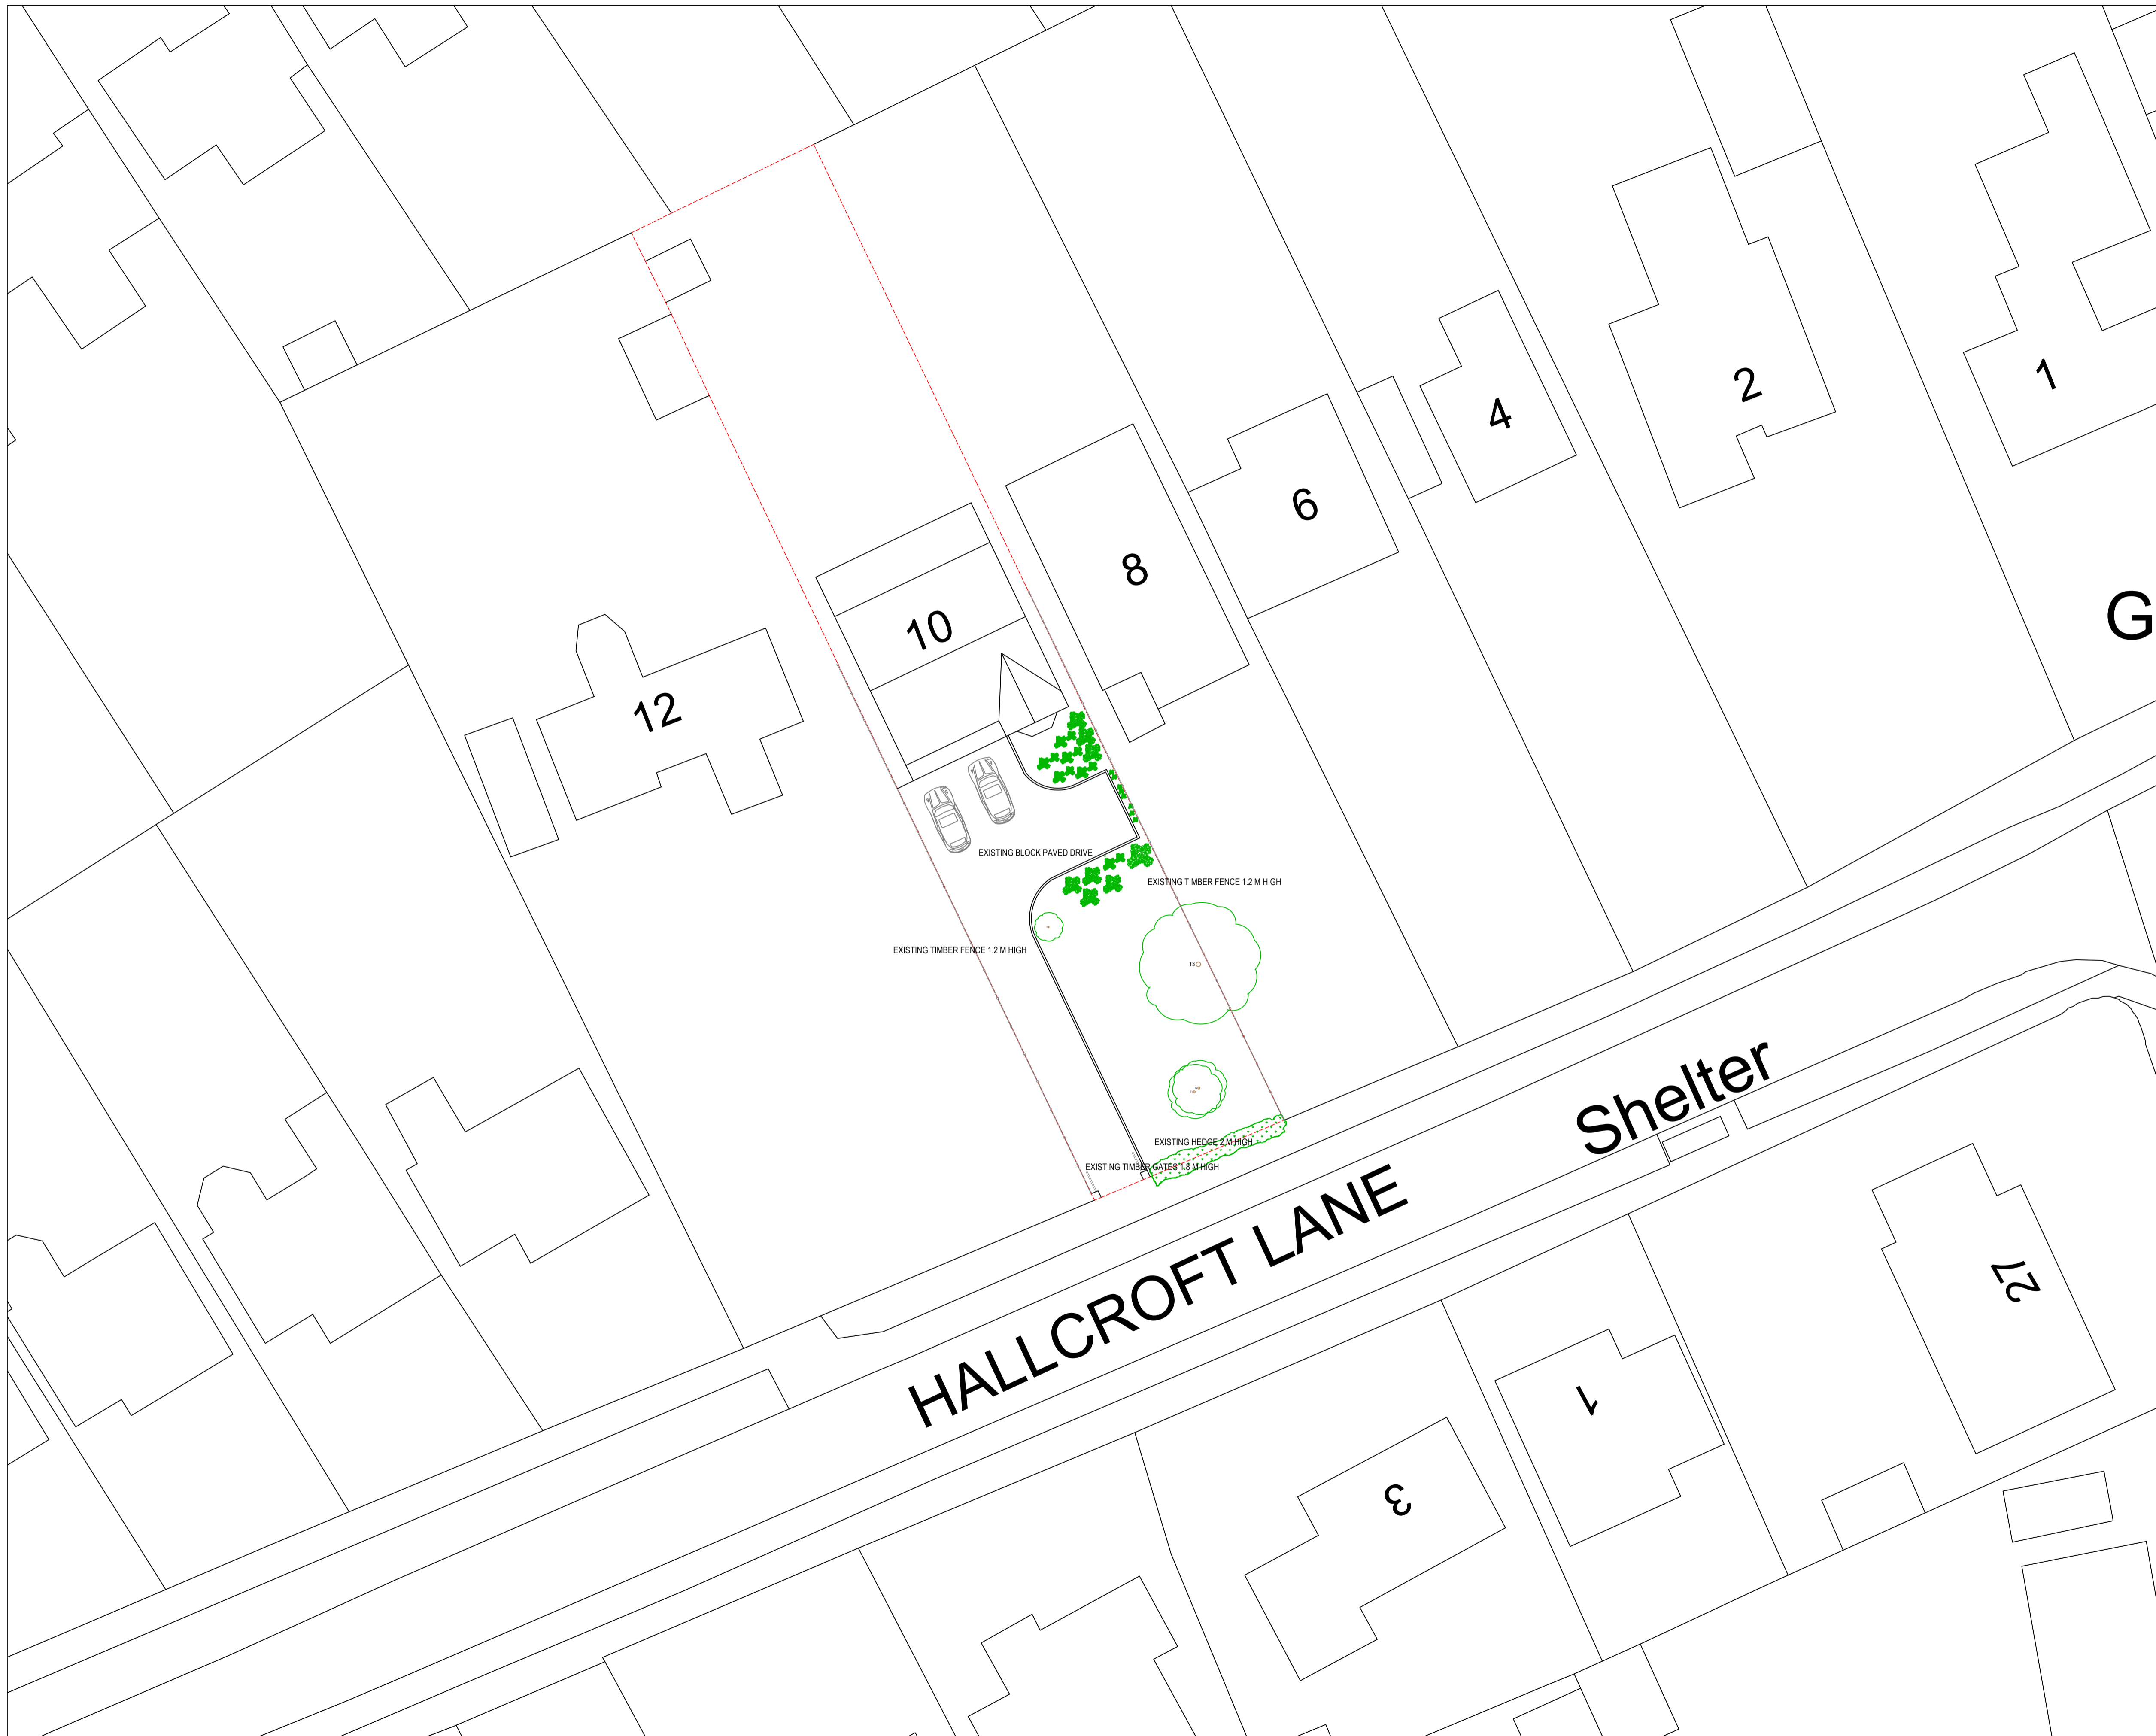 1
2
4
6
8
10
G
12
EXISTING BLOCK PAVED DRIVE
EXISTING TIMBER FENCE 1.2 M HIGH
EXISTING TIMBER FENCE 1.2 M HIGH
T3
EXISTING HEDGE 2 M HIGH
EXISTING TIMBER GATES 1.8 M HIGH
Shelter
HALLCROFT LANE
1
3